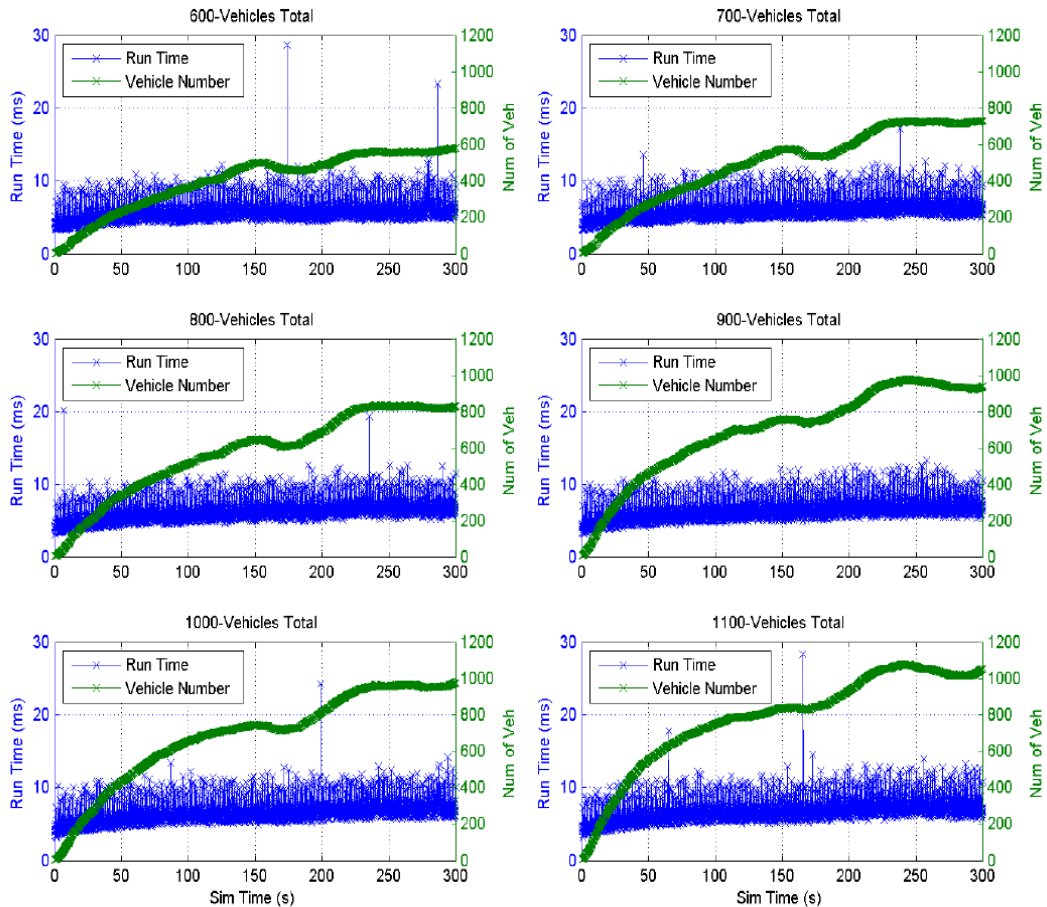 600-Vehicles Total
Run Time
Vehicle Number
Run Time (ms)
Num of Veh
30
20
10
0
1200
1000
800
600
400
200
0
0 50 100 150 200 250 300
700-Vehicles Total
Run Time
Vehicle Number
Run Time (ms)
Num of Veh
30
20
10
0
1200
1000
800
600
400
200
0
0 50 100 150 200 250 300
800-Vehicles Total
Run Time
Vehicle Number
Run Time (ms)
Num of Veh
30
20
10
0
1200
1000
800
600
400
200
0
0 50 100 150 200 250 300
900-Vehicles Total
Run Time
Vehicle Number
Run Time (ms)
Num of Veh
30
20
10
0
1200
1000
800
600
400
200
0
0 50 100 150 200 250 300
1000-Vehicles Total
Run Time
Vehicle Number
Run Time (ms)
Num of Veh
30
20
10
0
1200
1000
800
600
400
200
0
0 50 100 150 200 250 300
Sim Time (s)
1100-Vehicles Total
Run Time
Vehicle Number
Run Time (ms)
Num of Veh
30
20
10
0
1200
1000
800
600
400
200
0
0 50 100 150 200 250 300
Sim Time (s)